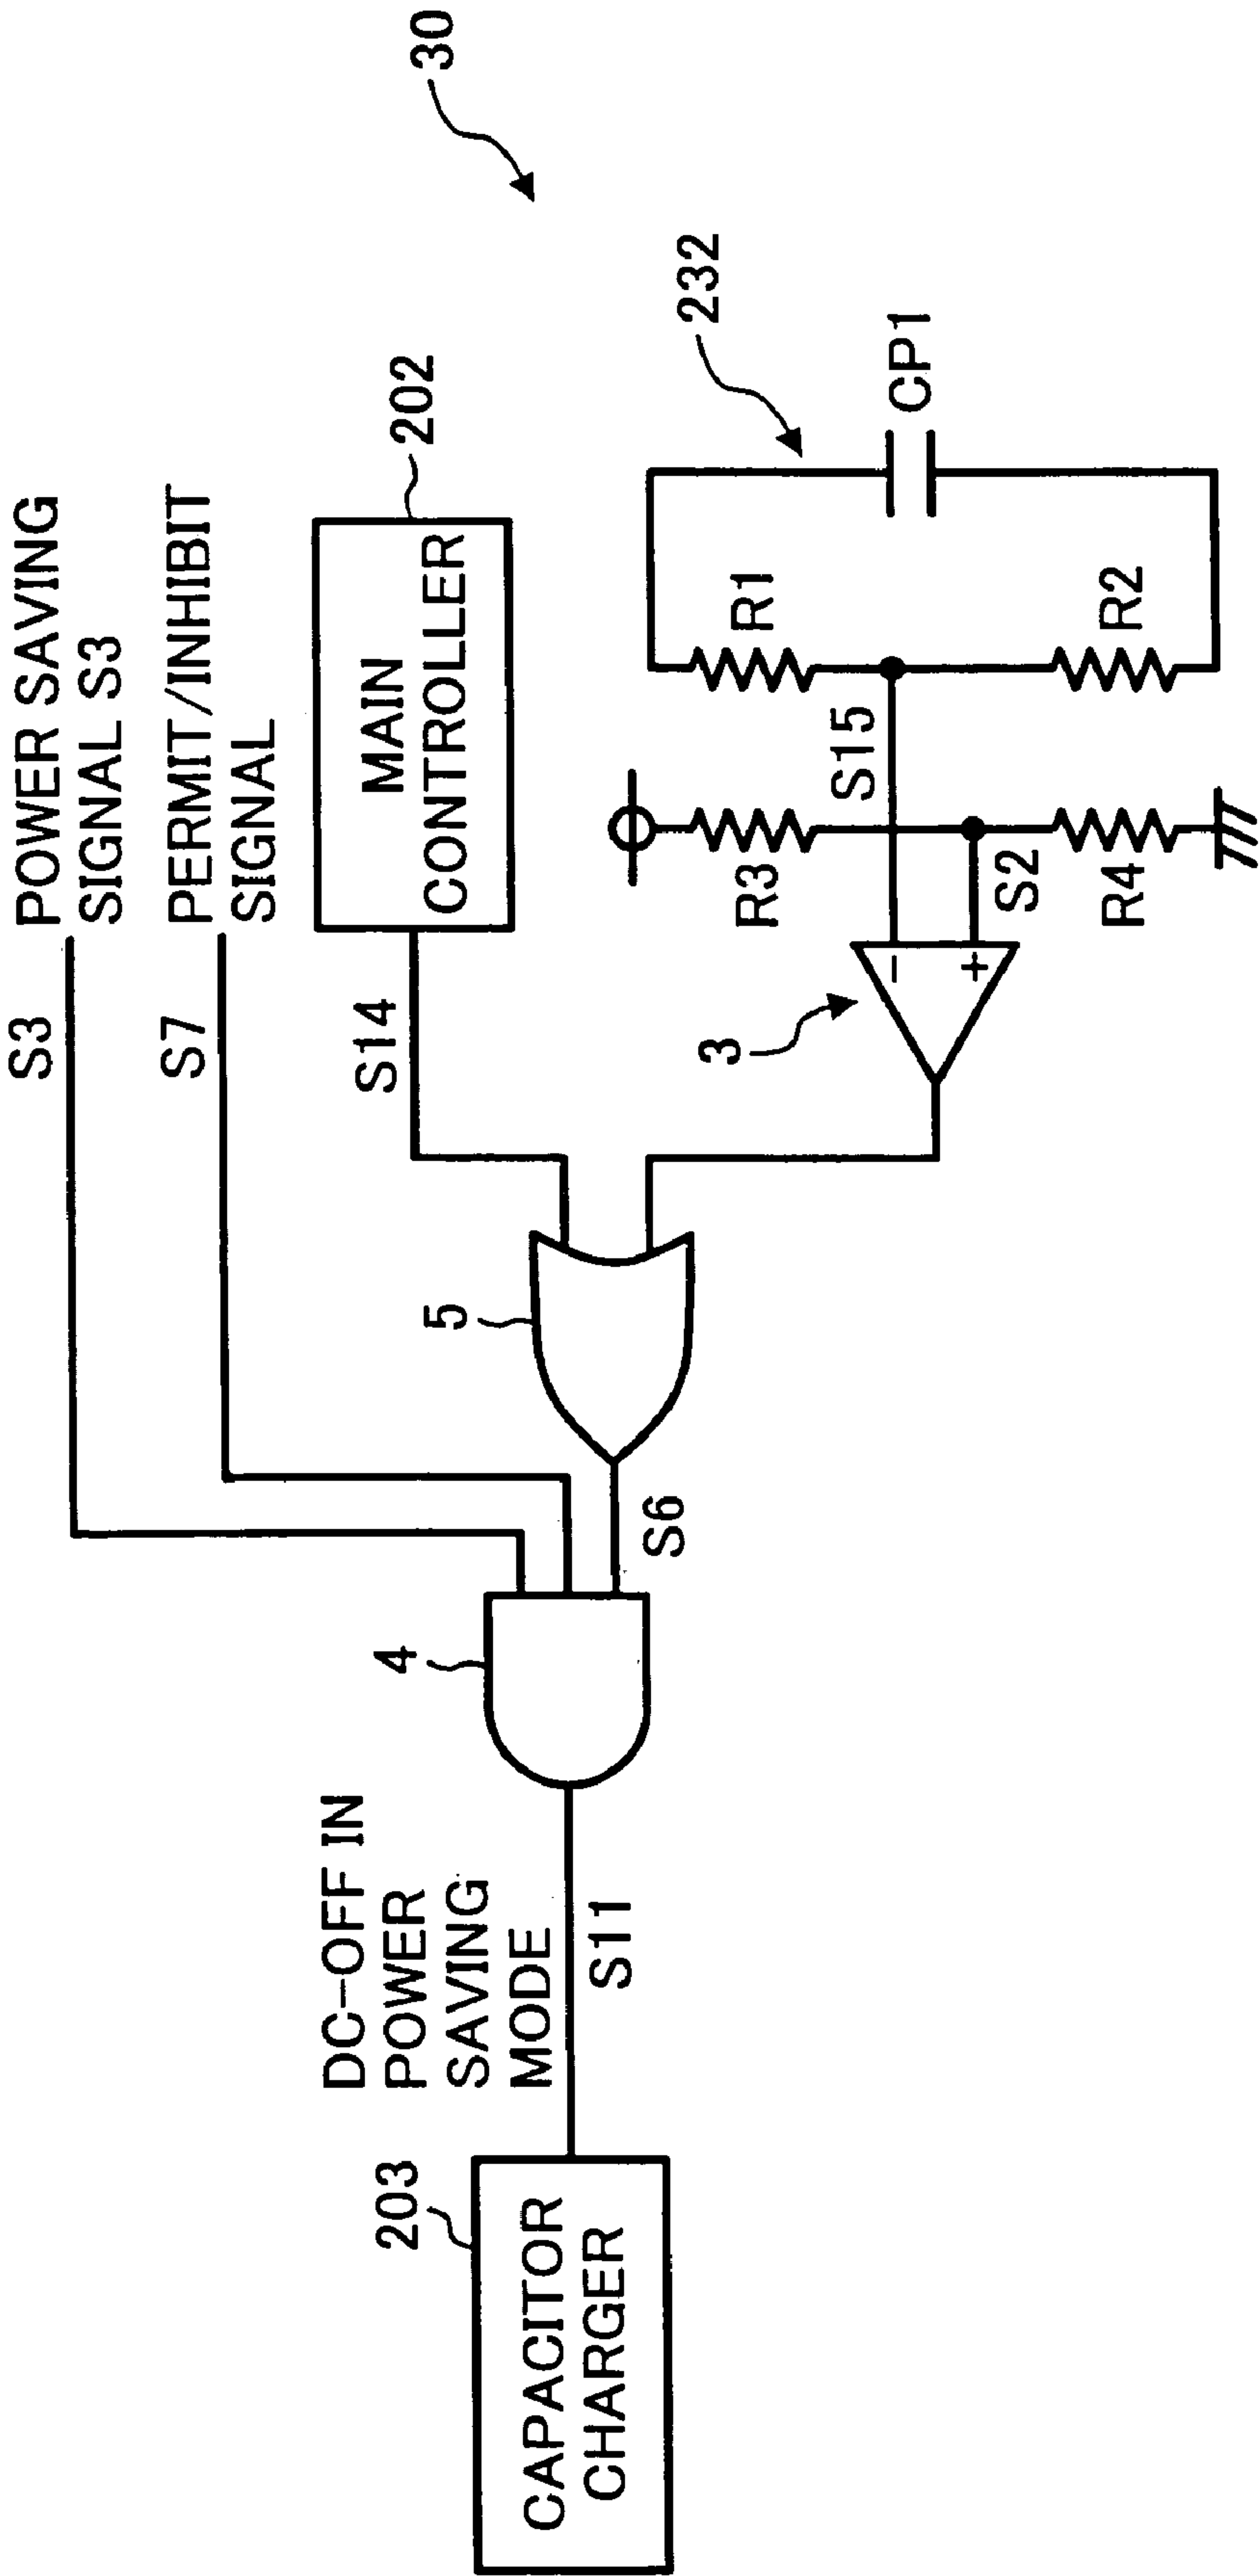 30
POWER SAVING
SIGNAL S3
S3
PERMIT/INHIBIT
SIGNAL
S7
202
MAIN
CONTROLLER
S14
232
CP1
R1
R2
S15
R3
S2
R4
3
-
+
5
S6
4
DC-OFF IN
POWER
SAVING
MODE
S11
203
CAPACITOR
CHARGER